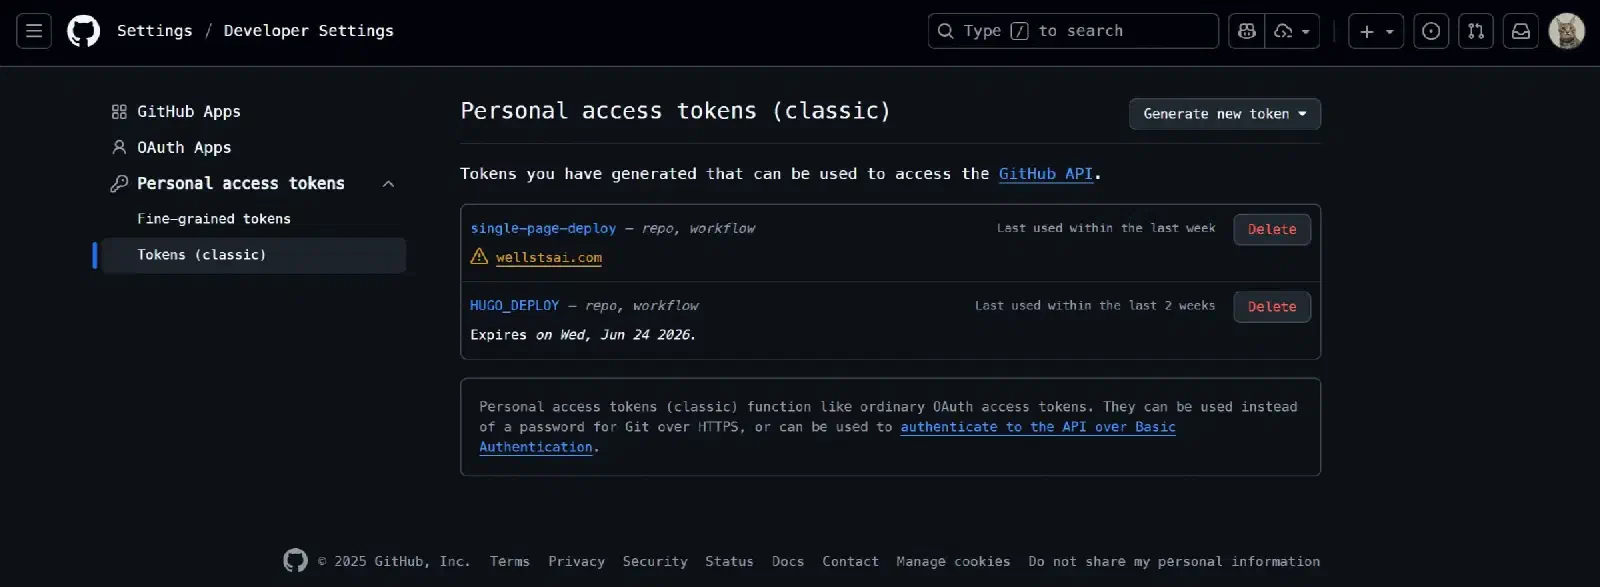 Settings / Developer Settings
Type / to search
GitHub Apps
OAuth Apps
Personal access tokens
Fine-grained tokens
Tokens (classic)
Personal access tokens (classic)
Generate new token
Tokens you have generated that can be used to access the GitHub API.
single-page-deploy — repo, workflow
Last used within the last week
Delete
wellstsai.com
HUGO_DEPLOY — repo, workflow
Last used within the last 2 weeks
Delete
Expires on Wed, Jun 24 2026.
Personal access tokens (classic) function like ordinary OAuth access tokens. They can be used instead
of a password for Git over HTTPS, or can be used to authenticate to the API over Basic
Authentication.
© 2025 GitHub, Inc. Terms Privacy Security Status Docs Contact Manage cookies Do not share my personal information